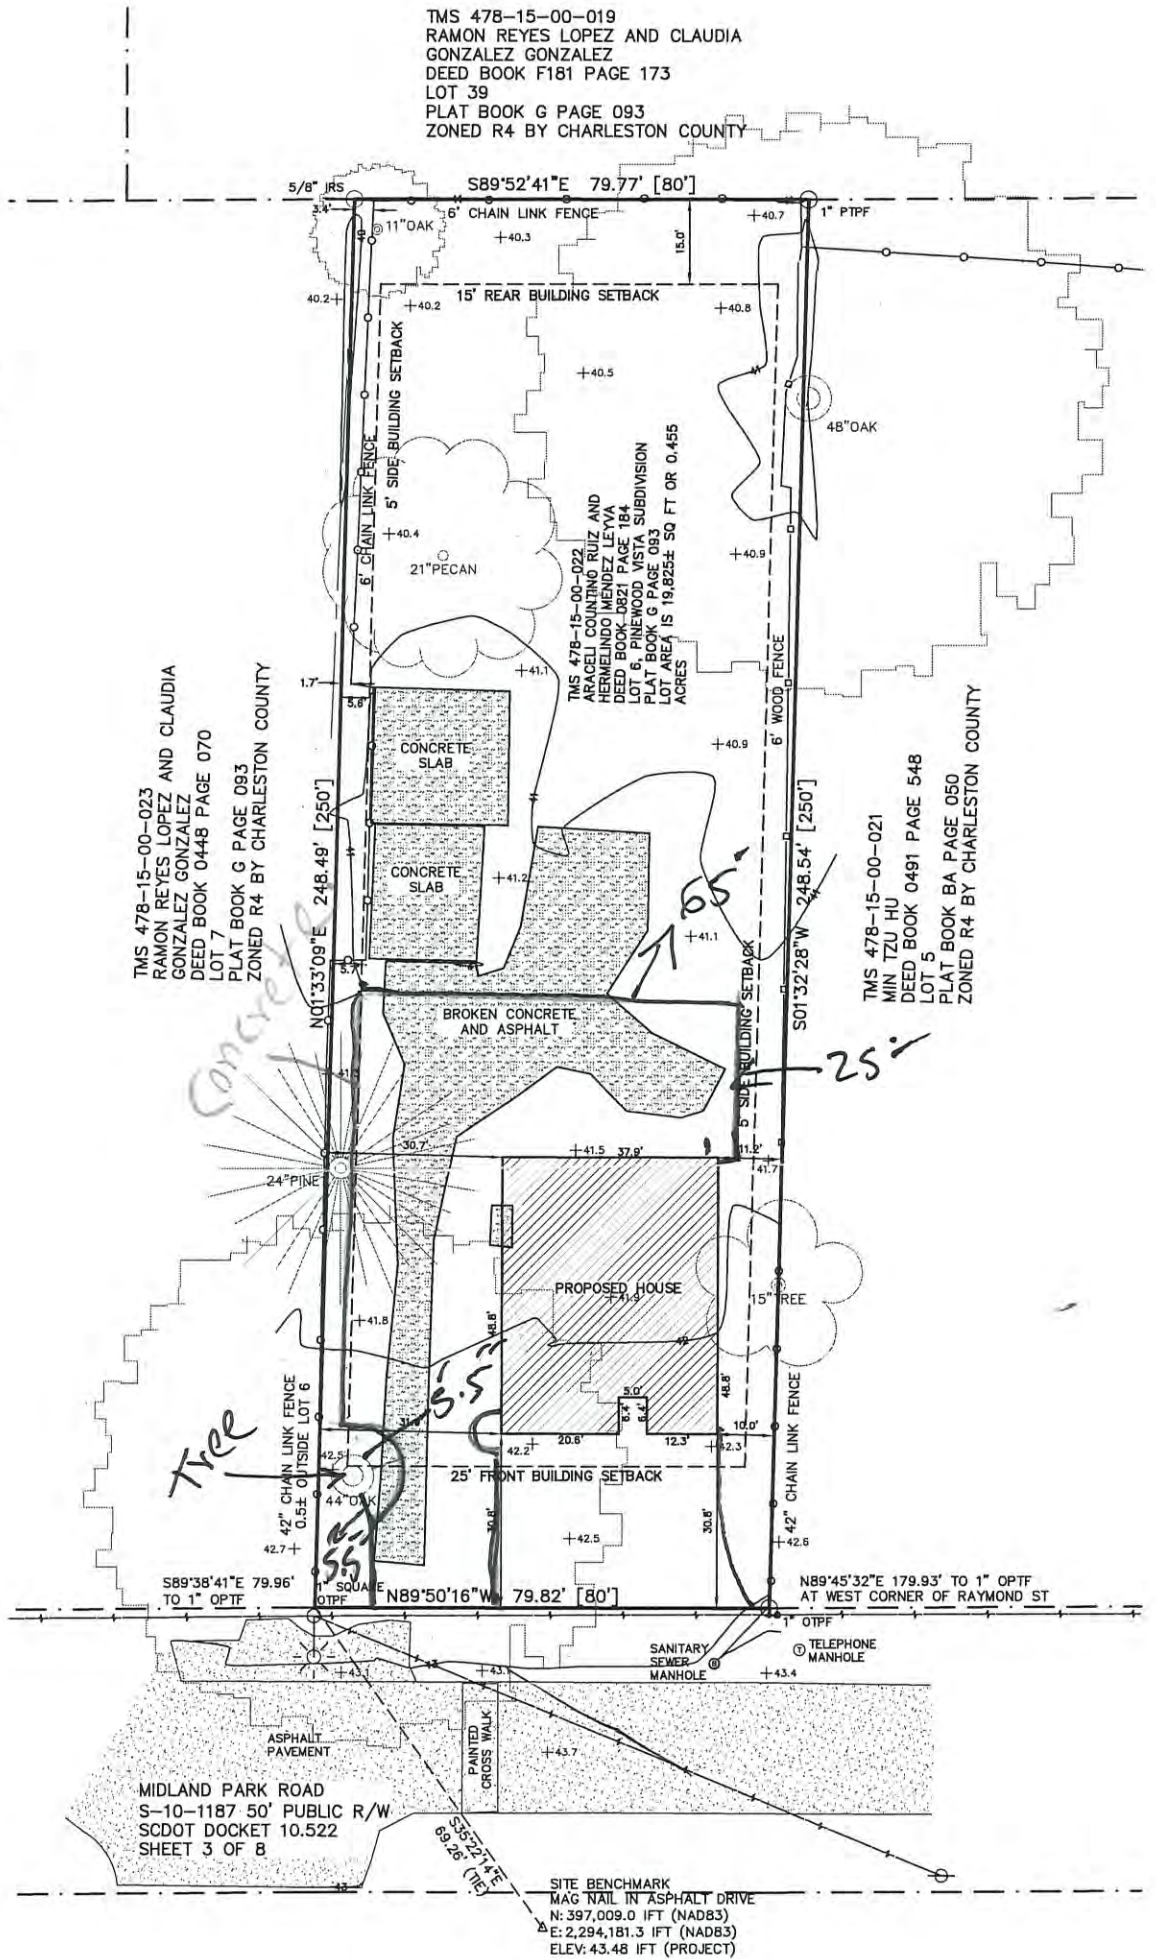 TMS 478-15-00-019
RAMON REYES LOPEZ AND CLAUDIA
GONZALEZ GONZALEZ
DEED BOOK F181 PAGE 173
LOT 39
PLAT BOOK G PAGE 093
ZONED R4 BY CHARLESTON COUNTY
5/8" IRS
S89°52'41"E 79.77' [80']
1" PTPF
3.4'
6' CHAIN LINK FENCE
+40.7
11"OAK
+40.3
15.0'
40.2+
+40.2
15' REAR BUILDING SETBACK
+40.8
5' SIDE BUILDING SETBACK
+40.5
48"OAK
6' CHAIN LINK FENCE
+40.4
21"PECAN
+40.9
TMS 478-15-00-022
ARACELI COUNTINO RUIZ AND
HERMELINDO MENDEZ LEYVA
DEED BOOK 0821 PAGE 184
LOT 6, PINEWOOD VISTA SUBDIVISION
PLAT BOOK G PAGE 093
LOT AREA IS 19,825± SQ FT OR 0.455
ACRES
+41.1
1.7'
5.6'
6' WOOD FENCE
TMS 478-15-00-023
RAMON REYES LOPEZ AND CLAUDIA
GONZALEZ GONZALEZ
DEED BOOK 0448 PAGE 070
LOT 7
PLAT BOOK G PAGE 093
ZONED R4 BY CHARLESTON COUNTY
N01°33'09"E 248.49' [250']
CONCRETE
SLAB
+40.9
CONCRETE
SLAB
+41.2
65'
+41.1
S01°32'28"W 248.54' [250']
TMS 478-15-00-021
MIN TZU HU
DEED BOOK 0491 PAGE 548
LOT 5
PLAT BOOK BA PAGE 050
ZONED R4 BY CHARLESTON COUNTY
Concrete
5.7'
BROKEN CONCRETE
AND ASPHALT
5' SIDE BUILDING SETBACK
25'
30.7'
+41.5
37.9'
11.2'
41.7
24"PINE
PROPOSED HOUSE
+41.9
15"TREE
+41.8
42
48.8'
48.8'
5.5
5.0'
6.4'
6.4'
42" CHAIN LINK FENCE
0.5± OUTSIDE LOT 6
Tree
42.5+
42.2+
20.6'
12.3'
+42.3
10.0'
25' FRONT BUILDING SETBACK
44"OAK
42" CHAIN LINK FENCE
5.5
30.8'
+42.5
30.8'
42.7+
+42.6
S89°38'41"E 79.96'
TO 1" OPTF
1" SQUARE
OTPF
N89°50'16"W 79.82' [80']
N89°45'32"E 179.93' TO 1" OPTF
AT WEST CORNER OF RAYMOND ST
1" OTPF
SANITARY
SEWER
MANHOLE
TELEPHONE
MANHOLE
+43.1
43
+43.4
ASPHALT
PAVEMENT
PAINTED
CROSS WALK
+43.7
MIDLAND PARK ROAD
S-10-1187 50' PUBLIC R/W
SCDOT DOCKET 10.522
SHEET 3 OF 8
43
S35°22'14"E
69.26' (TIE)
SITE BENCHMARK
MAG NAIL IN ASPHALT DRIVE
N: 397,009.0 IFT (NAD83)
E: 2,294,181.3 IFT (NAD83)
ELEV: 43.48 IFT (PROJECT)